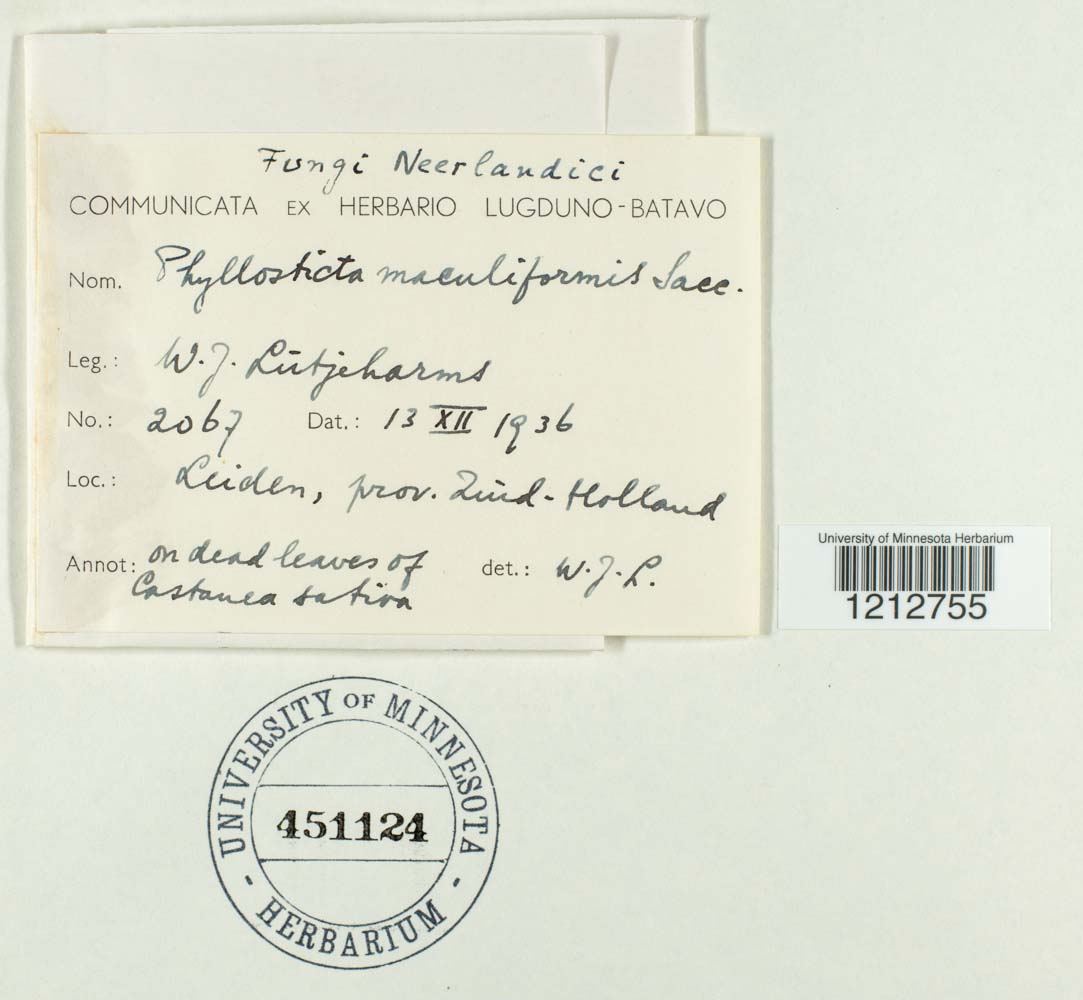 Fungi Neerlandici
COMMUNICATA EX HERBARIO LUGDUNO-BATAVO
Nom. Phyllosticta maculiformis Sacc.
Leg.: W. J. Lütjeharms
No.: 2067 Dat.: 13 XII 1936
Loc.: Leiden, prov. Zuid-Holland
Annot: on dead leaves of det.: W. J. L.
Castanea sativa
University of Minnesota Herbarium
1212755
UNIVERSITY OF MINNESOTA
451124
- HERBARIUM -